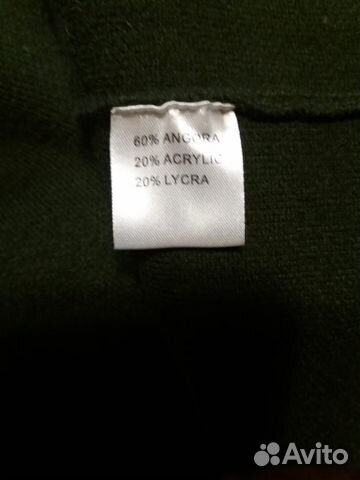 60% ANGORA
20% ACRYLIC
20% LYCRA
Avito